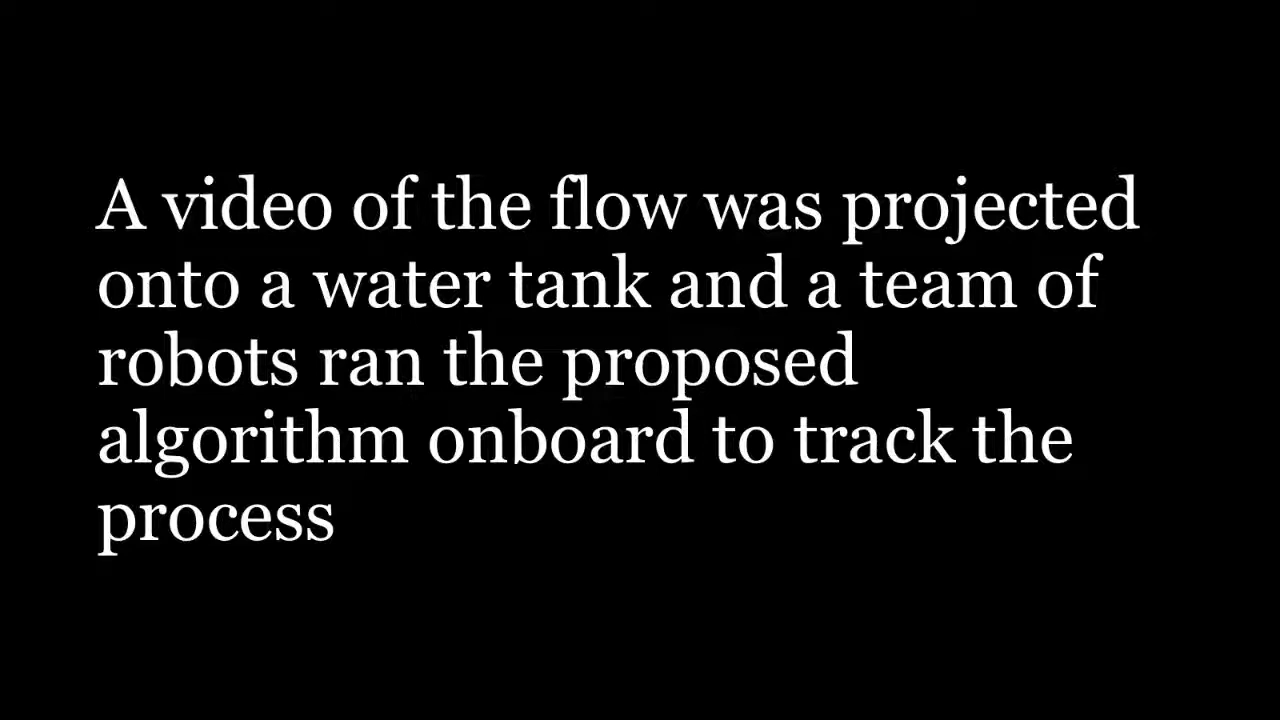 A video of the flow was projected
onto a water tank and a team of
robots ran the proposed
algorithm onboard to track the
process